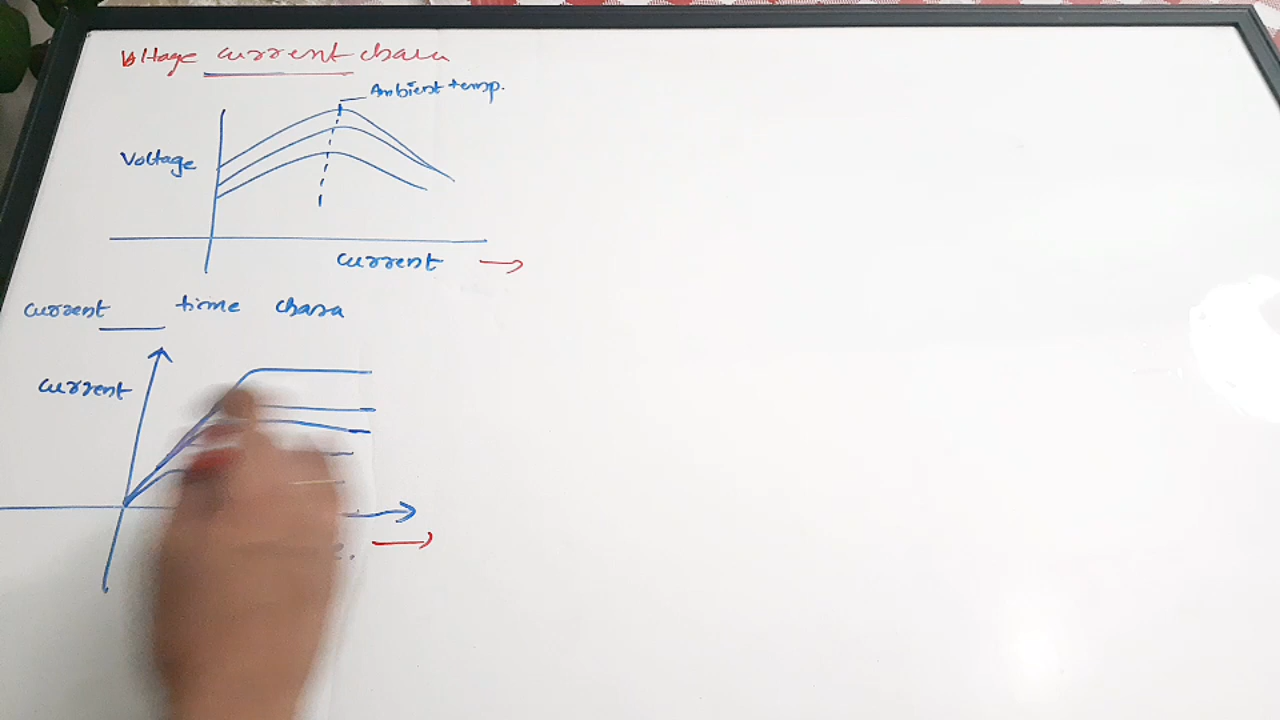 Voltage current chara
Ambient temp.
Voltage
current
current time chara
current